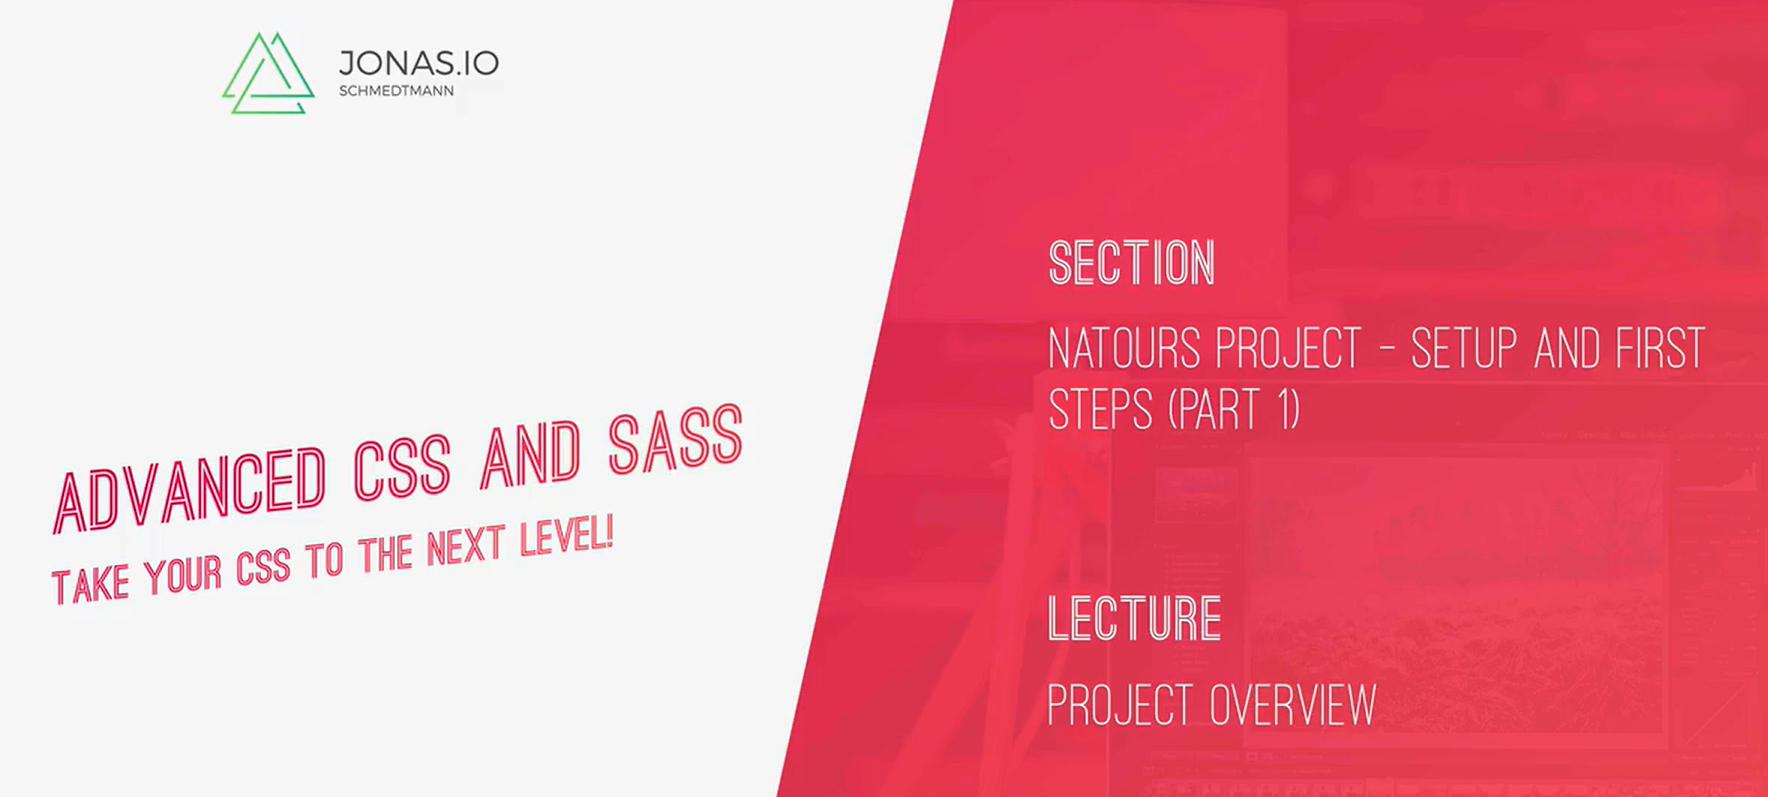 JONAS.IO
SCHMEDTMANN
ADVANCED CSS AND SASS
TAKE YOUR CSS TO THE NEXT LEVEL!
SECTION
NATOURS PROJECT – SETUP AND FIRST
STEPS (PART 1)
LECTURE
PROJECT OVERVIEW